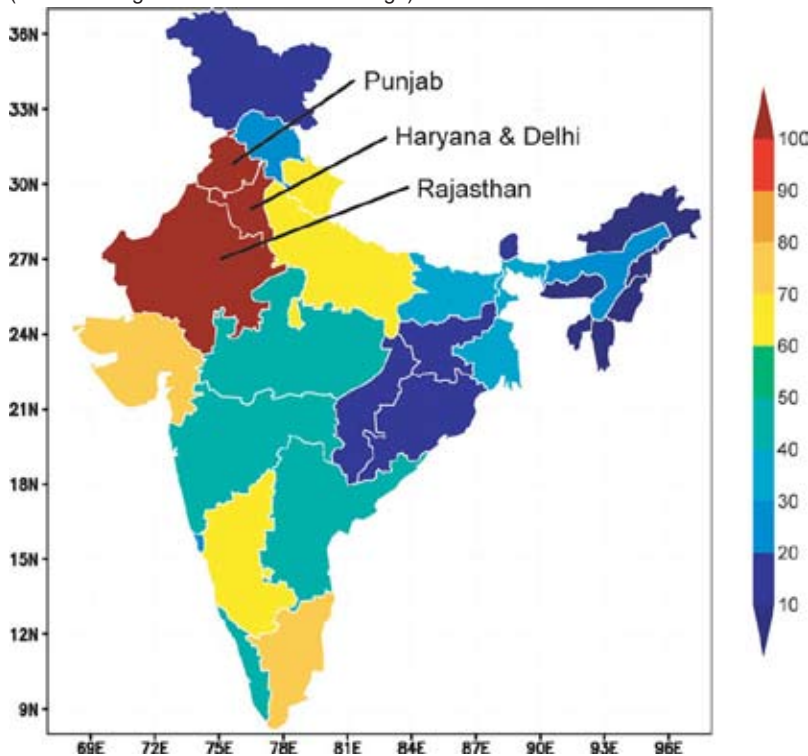 36N
33N
30N
27N
24N
21N
18N
15N
12N
9N
69E 72E 75E 78E 81E 84E 87E 90E 93E 96E
Punjab
Haryana & Delhi
Rajasthan
100
90
80
70
60
50
40
30
20
10